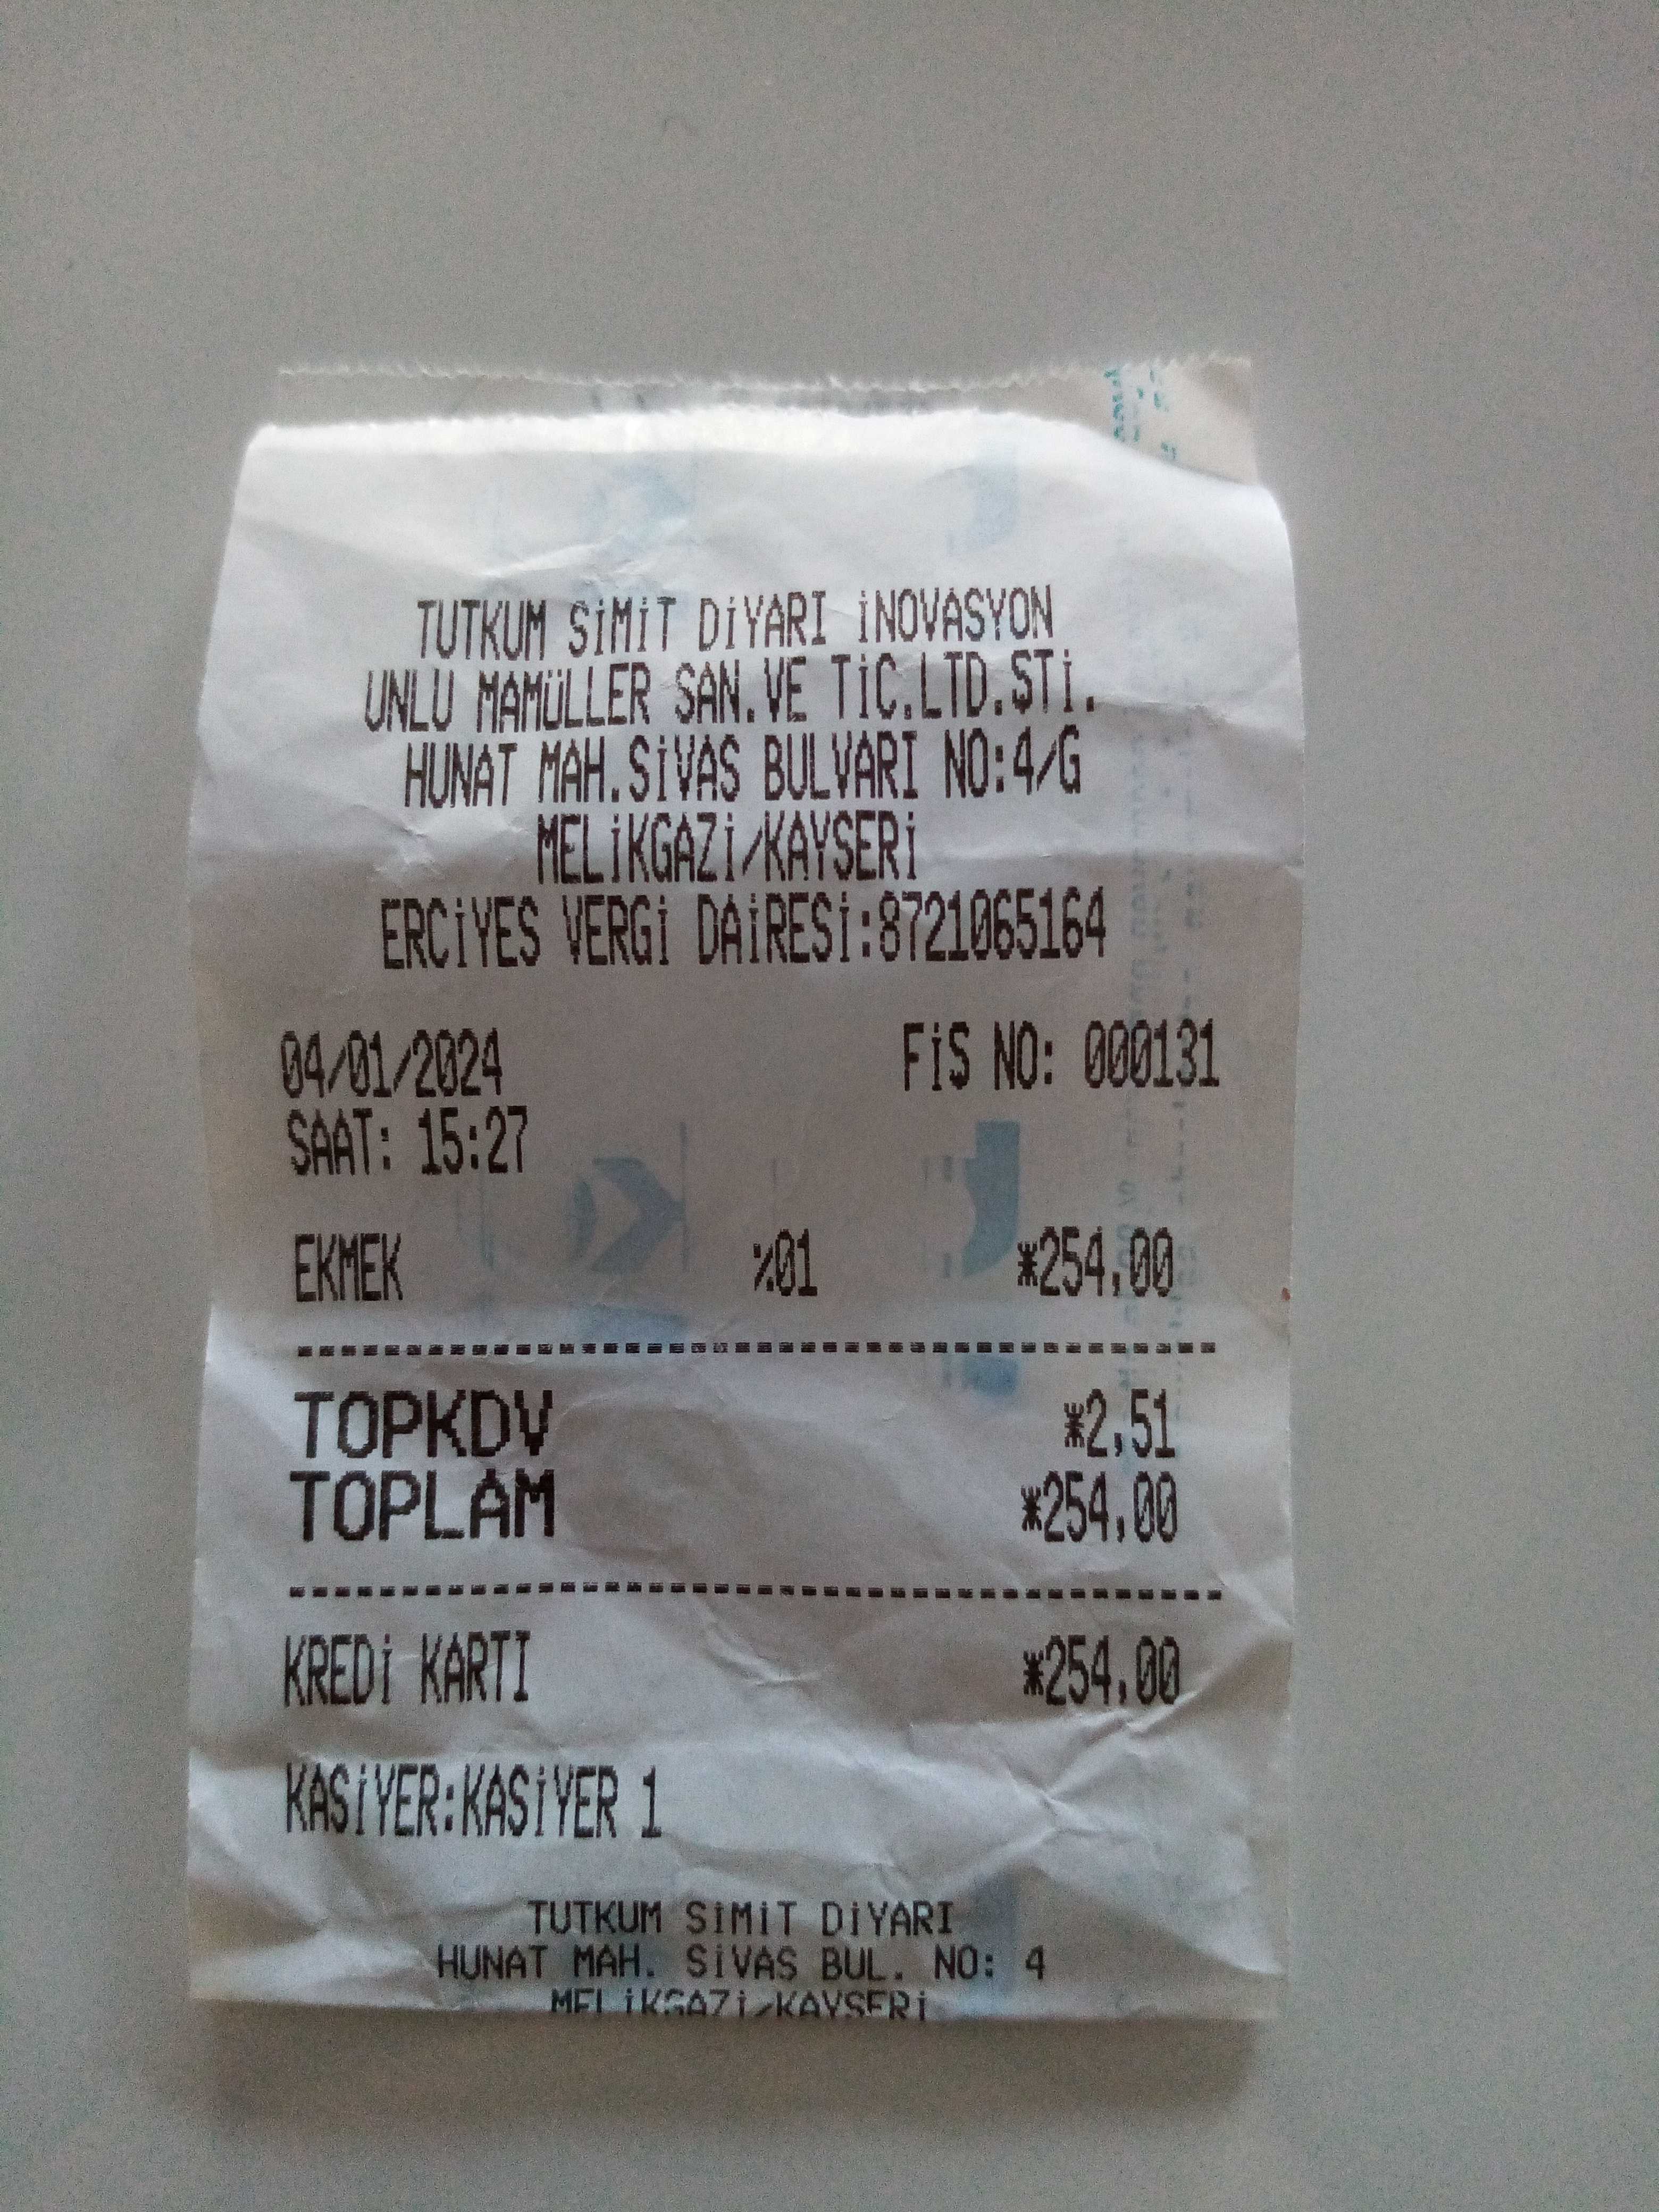 TUTKUM SİMİT DİYARI İNOVASYON
UNLU MAMÜLLER SAN.VE TİC.LTD.ŞTİ.
HUNAT MAH.SİVAS BULVARI NO:4/G
MELİKGAZİ/KAYSERİ
ERCİYES VERGİ DAİRESİ:8721065164
04/01/2024 FİŞ NO: 000131
SAAT: 15:27
EKMEK %01 *254,00
TOPKDV *2,51
TOPLAM *254,00
KREDİ KARTI *254,00
KASİYER:KASİYER 1
TUTKUM SİMİT DİYARI
HUNAT MAH. SİVAS BUL. NO: 4
MELİKGAZİ/KAYSERİ